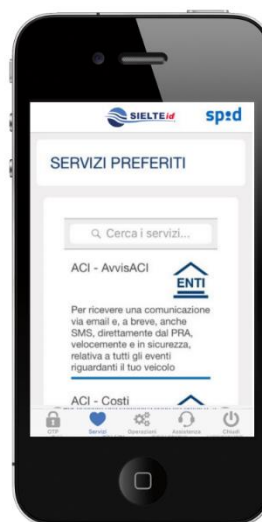 SIELTEid spid
SERVIZI PREFERITI
Cerca i servizi...
ACI - AvvisACI
ENTI
Per ricevere una comunicazione
via email e, a breve, anche
SMS, direttamente dal PRA,
velocemente e in sicurezza,
relativa a tutti gli eventi
riguardanti il tuo veicolo
ACI - Costi
OTP Servizi Operazioni Assistenza Chiudi